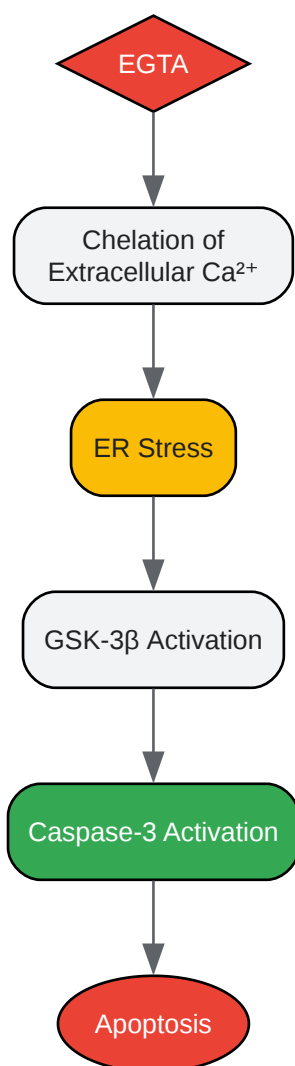 EGTA
Chelation of
Extracellular Ca²⁺
ER Stress
GSK-3β Activation
Caspase-3 Activation
Apoptosis